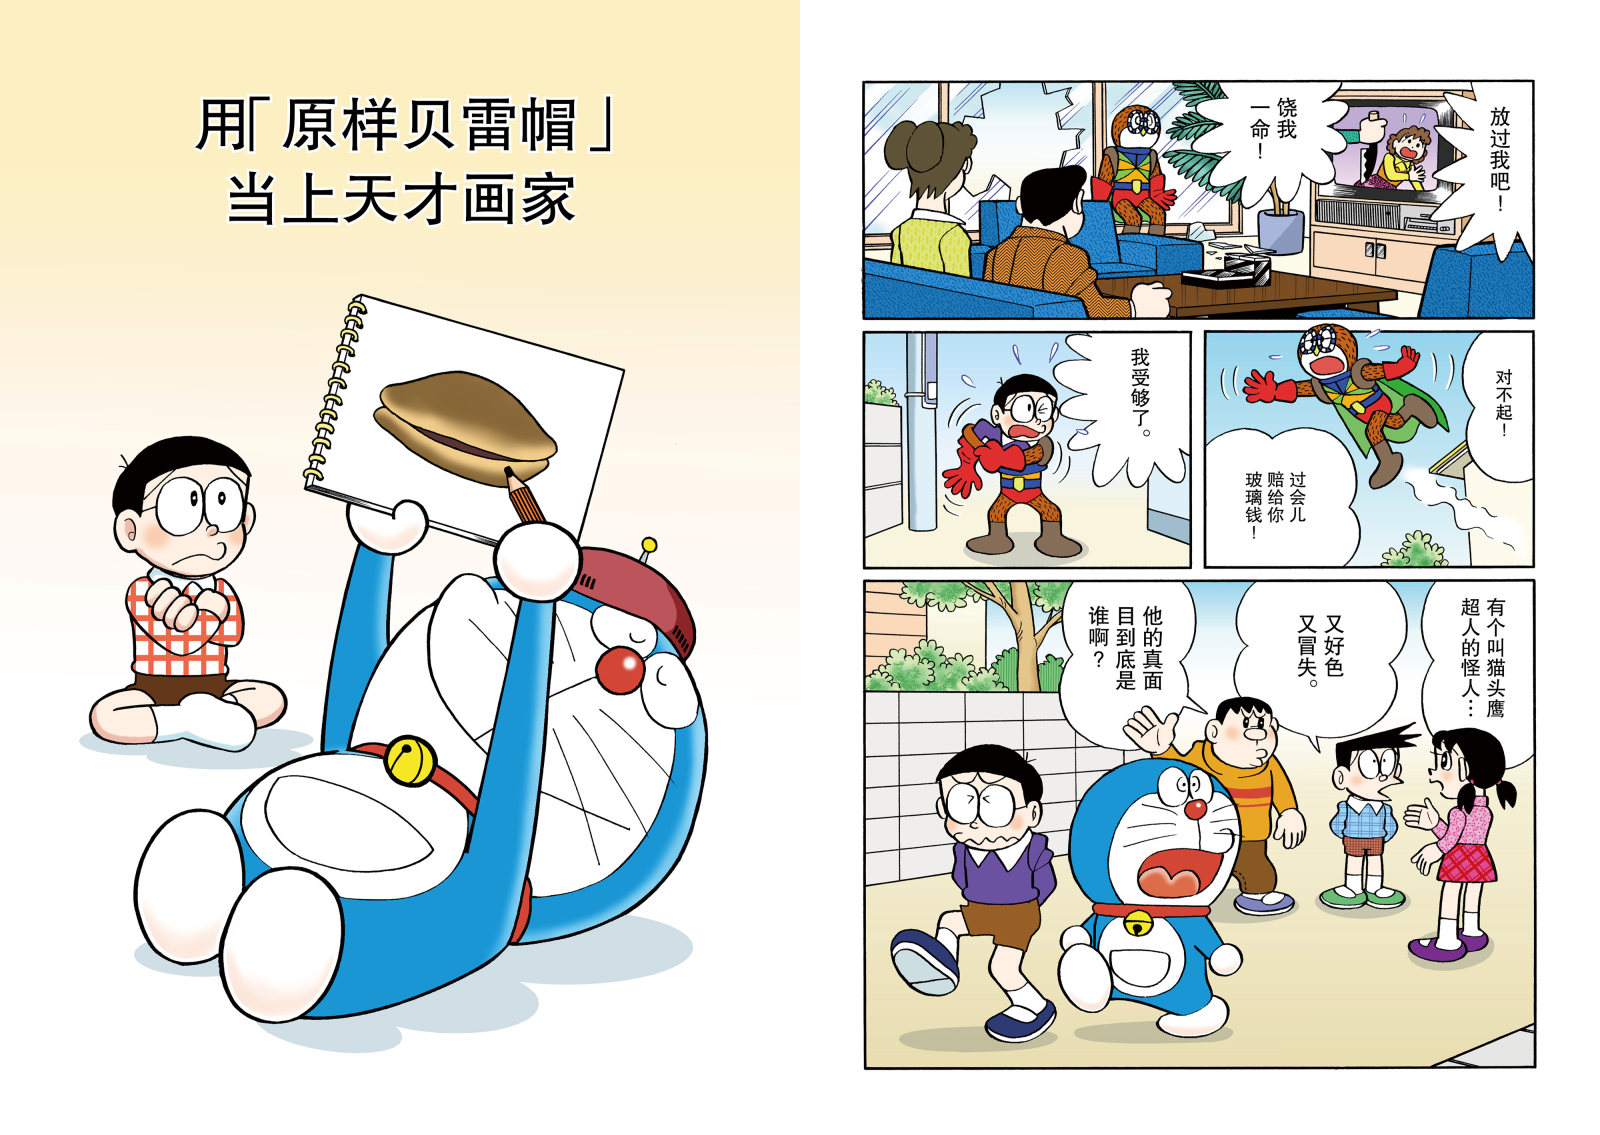 用「原样贝雷帽」
当上天才画家
放过我吧！
饶我
一命！
对不起！
过会儿
赔给你
玻璃钱！
我受够了。
有个叫猫头鹰
超人的怪人…
又好色
又冒失。
他的真面
目到底是
谁啊？